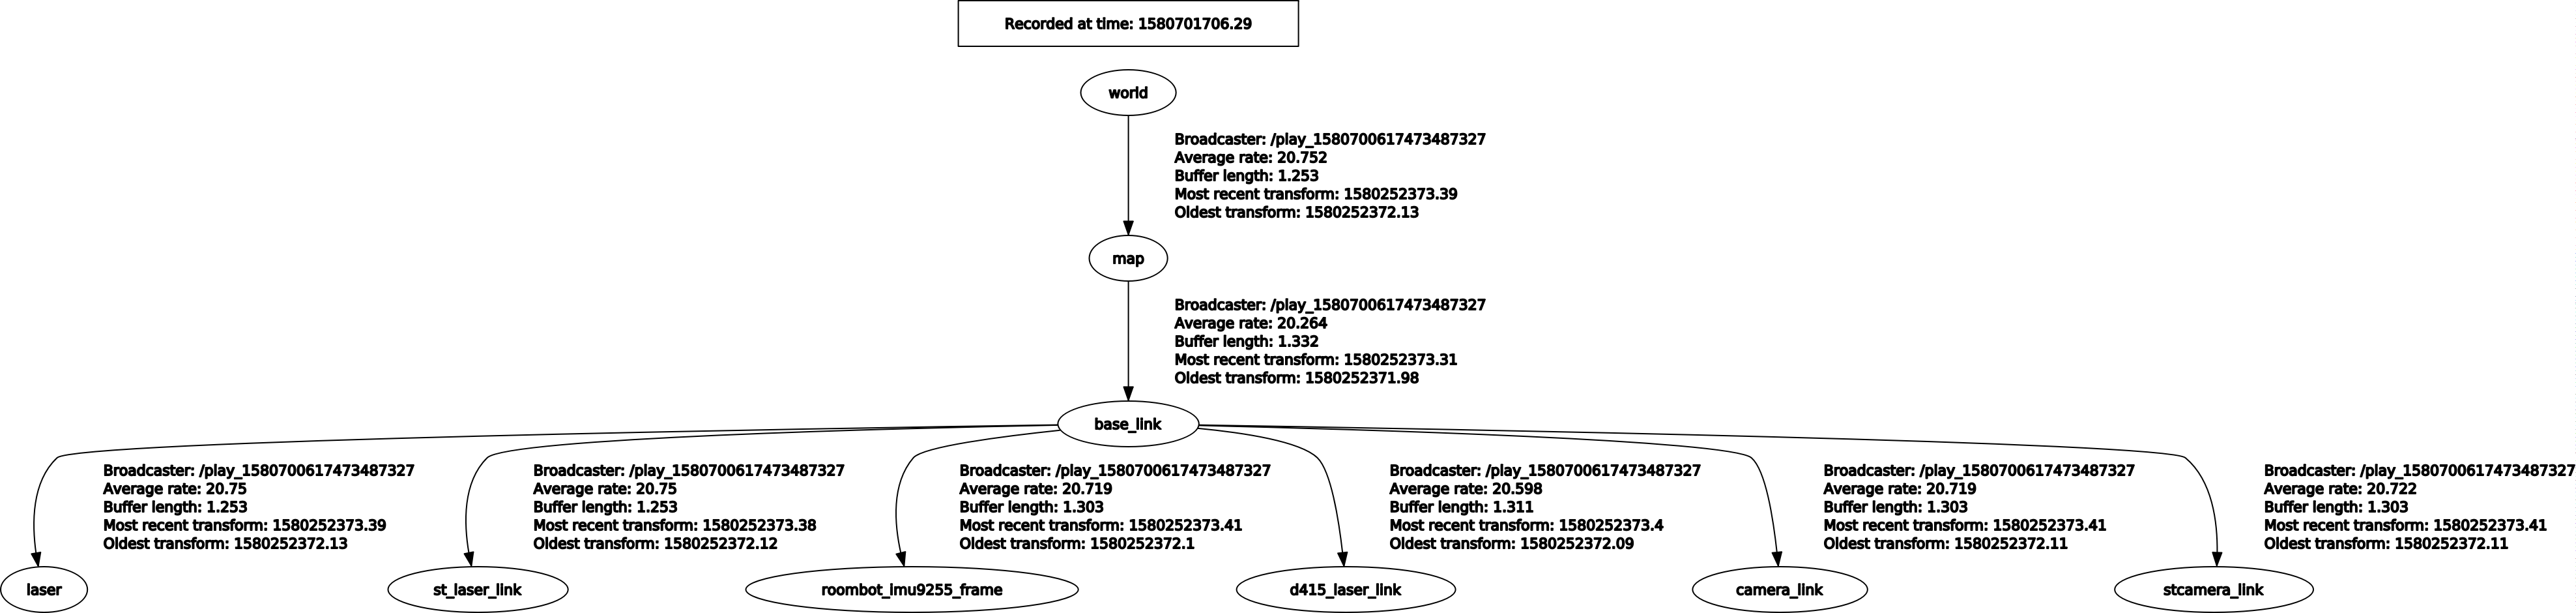 Recorded at time: 1580701706.29
world
Broadcaster: /play_1580700617473487327
Average rate: 20.752
Buffer length: 1.253
Most recent transform: 1580252373.39
Oldest transform: 1580252372.13
map
Broadcaster: /play_1580700617473487327
Average rate: 20.264
Buffer length: 1.332
Most recent transform: 1580252373.31
Oldest transform: 1580252371.98
base_link
Broadcaster: /play_1580700617473487327
Average rate: 20.75
Buffer length: 1.253
Most recent transform: 1580252373.39
Oldest transform: 1580252372.13
Broadcaster: /play_1580700617473487327
Average rate: 20.75
Buffer length: 1.253
Most recent transform: 1580252373.38
Oldest transform: 1580252372.12
Broadcaster: /play_1580700617473487327
Average rate: 20.719
Buffer length: 1.303
Most recent transform: 1580252373.41
Oldest transform: 1580252372.1
Broadcaster: /play_1580700617473487327
Average rate: 20.598
Buffer length: 1.311
Most recent transform: 1580252373.4
Oldest transform: 1580252372.09
Broadcaster: /play_1580700617473487327
Average rate: 20.719
Buffer length: 1.303
Most recent transform: 1580252373.41
Oldest transform: 1580252372.11
Broadcaster: /play_1580700617473487327
Average rate: 20.722
Buffer length: 1.303
Most recent transform: 1580252373.41
Oldest transform: 1580252372.11
laser
st_laser_link
roombot_Imu9255_frame
d415_laser_link
camera_link
stcamera_link